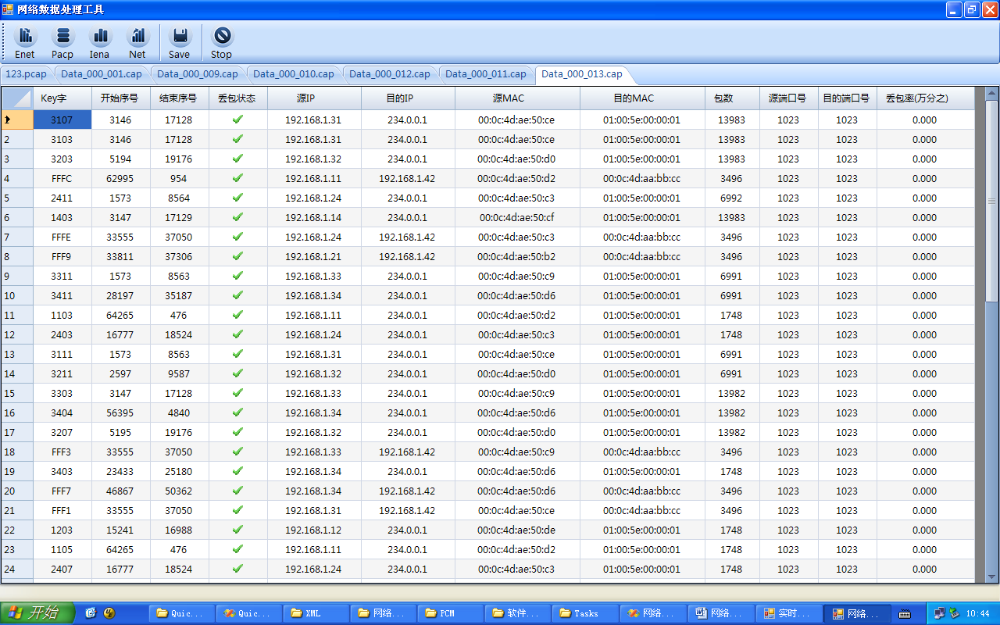 网络数据处理工具
Enet Pacp Iena Net Save Stop
123.pcap Data_000_001.cap Data_000_009.cap Data_000_010.cap Data_000_012.cap Data_000_011.cap Data_000_013.cap
Key字 开始序号 结束序号 丢包状态 源IP 目的IP 源MAC 目的MAC 包数 源端口号 目的端口号 丢包率(万分之)
3107 3146 17128 192.168.1.31 234.0.0.1 00:0c:4d:ae:50:ce 01:00:5e:00:00:01 13983 1023 1023 0.000
2 3103 3146 17128 192.168.1.31 234.0.0.1 00:0c:4d:ae:50:ce 01:00:5e:00:00:01 13983 1023 1023 0.000
3 3203 5194 19176 192.168.1.32 234.0.0.1 00:0c:4d:ae:50:d0 01:00:5e:00:00:01 13983 1023 1023 0.000
4 FFFC 62995 954 192.168.1.11 192.168.1.42 00:0c:4d:ae:50:d2 00:0c:4d:aa:bb:cc 3496 1023 1023 0.000
5 2411 1573 8564 192.168.1.24 234.0.0.1 00:0c:4d:ae:50:c3 01:00:5e:00:00:01 6992 1023 1023 0.000
6 1403 3147 17129 192.168.1.14 234.0.0.1 00:0c:4d:ae:50:cf 01:00:5e:00:00:01 13983 1023 1023 0.000
7 FFFE 33555 37050 192.168.1.24 192.168.1.42 00:0c:4d:ae:50:c3 00:0c:4d:aa:bb:cc 3496 1023 1023 0.000
8 FFF9 33811 37306 192.168.1.21 192.168.1.42 00:0c:4d:ae:50:b2 00:0c:4d:aa:bb:cc 3496 1023 1023 0.000
9 3311 1573 8563 192.168.1.33 234.0.0.1 00:0c:4d:ae:50:c9 01:00:5e:00:00:01 6991 1023 1023 0.000
10 3411 28197 35187 192.168.1.34 234.0.0.1 00:0c:4d:ae:50:d6 01:00:5e:00:00:01 6991 1023 1023 0.000
11 1103 64265 476 192.168.1.11 234.0.0.1 00:0c:4d:ae:50:d2 01:00:5e:00:00:01 1748 1023 1023 0.000
12 2403 16777 18524 192.168.1.24 234.0.0.1 00:0c:4d:ae:50:c3 01:00:5e:00:00:01 1748 1023 1023 0.000
13 3111 1573 8563 192.168.1.31 234.0.0.1 00:0c:4d:ae:50:ce 01:00:5e:00:00:01 6991 1023 1023 0.000
14 3211 2597 9587 192.168.1.32 234.0.0.1 00:0c:4d:ae:50:d0 01:00:5e:00:00:01 6991 1023 1023 0.000
15 3303 3147 17128 192.168.1.33 234.0.0.1 00:0c:4d:ae:50:c9 01:00:5e:00:00:01 13982 1023 1023 0.000
16 3404 56395 4840 192.168.1.34 234.0.0.1 00:0c:4d:ae:50:d6 01:00:5e:00:00:01 13982 1023 1023 0.000
17 3207 5195 19176 192.168.1.32 234.0.0.1 00:0c:4d:ae:50:d0 01:00:5e:00:00:01 13982 1023 1023 0.000
18 FFF3 33555 37050 192.168.1.33 192.168.1.42 00:0c:4d:ae:50:c9 00:0c:4d:aa:bb:cc 3496 1023 1023 0.000
19 3403 23433 25180 192.168.1.34 234.0.0.1 00:0c:4d:ae:50:d6 01:00:5e:00:00:01 1748 1023 1023 0.000
20 FFF7 46867 50362 192.168.1.34 192.168.1.42 00:0c:4d:ae:50:d6 00:0c:4d:aa:bb:cc 3496 1023 1023 0.000
21 FFF1 33555 37050 192.168.1.31 192.168.1.42 00:0c:4d:ae:50:ce 00:0c:4d:aa:bb:cc 3496 1023 1023 0.000
22 1203 15241 16988 192.168.1.12 234.0.0.1 00:0c:4d:ae:50:de 01:00:5e:00:00:01 1748 1023 1023 0.000
23 1105 64265 476 192.168.1.11 234.0.0.1 00:0c:4d:ae:50:d2 01:00:5e:00:00:01 1748 1023 1023 0.000
24 2407 16777 18524 192.168.1.24 234.0.0.1 00:0c:4d:ae:50:c3 01:00:5e:00:00:01 1748 1023 1023 0.000
开始 Quic... Quic... XML 网络... PCM 软件... Tasks 网络... 网络... 实时... 网络... 10:44